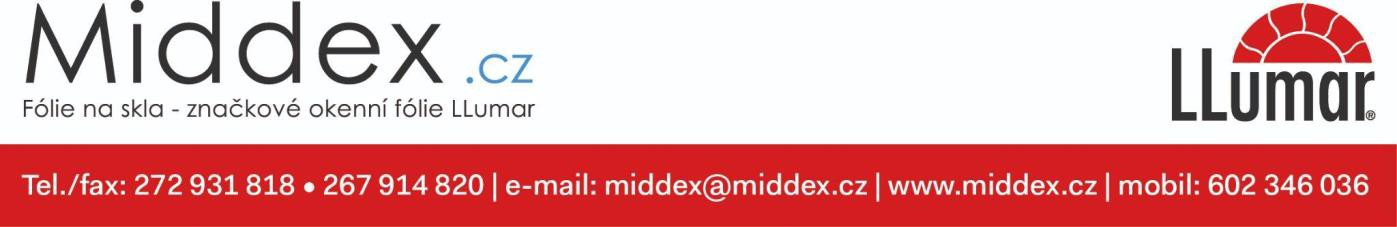 Middex.cz
Fólie na skla - značkové okenní fólie LLumar
LLumar®
Tel./fax: 272 931 818 • 267 914 820 | e-mail: middex@middex.cz | www.middex.cz | mobil: 602 346 036